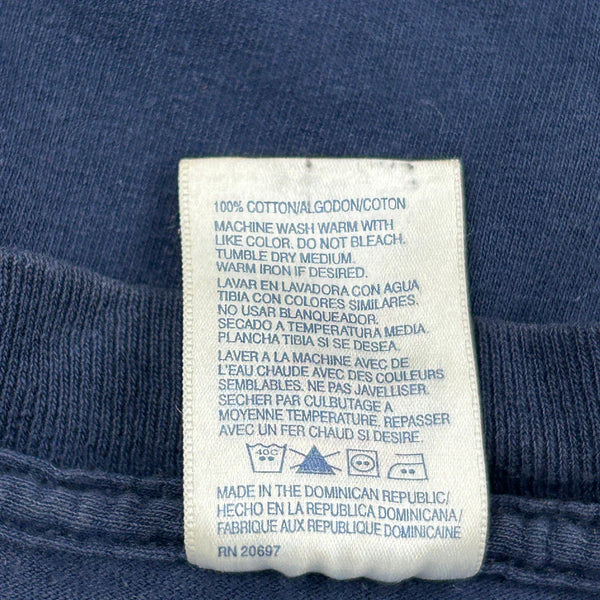 100% COTTON/ALGODON/COTON
MACHINE WASH WARM WITH
LIKE COLOR. DO NOT BLEACH.
TUMBLE DRY MEDIUM.
WARM IRON IF DESIRED.
LAVAR EN LAVADORA CON AGUA
TIBIA CON COLORES SIMILARES.
NO USAR BLANQUEADOR.
SECADO A TEMPERATURA MEDIA.
PLANCHA TIBIA SI SE DESEA.
LAVER A LA MACHINE AVEC DE
L'EAU CHAUDE AVEC DES COULEURS
SEMBLABLES. NE PAS JAVELLISER.
SECHER PAR CULBUTAGE A
MOYENNE TEMPERATURE. REPASSER
AVEC UN FER CHAUD SI DESIRE.
40C
MADE IN THE DOMINICAN REPUBLIC/
HECHO EN LA REPUBLICA DOMINICANA/
FABRIQUE AUX REPUBLIQUE DOMINICAINE
RN 20697